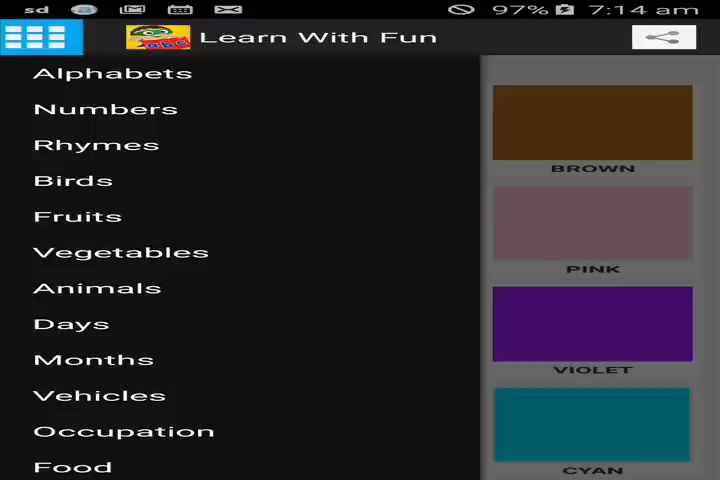 sd 97% 7:14 am
abc Learn With Fun
Alphabets
Numbers
Rhymes
Birds
Fruits
Vegetables
Animals
Days
Months
Vehicles
Occupation
Food
BROWN
PINK
VIOLET
CYAN